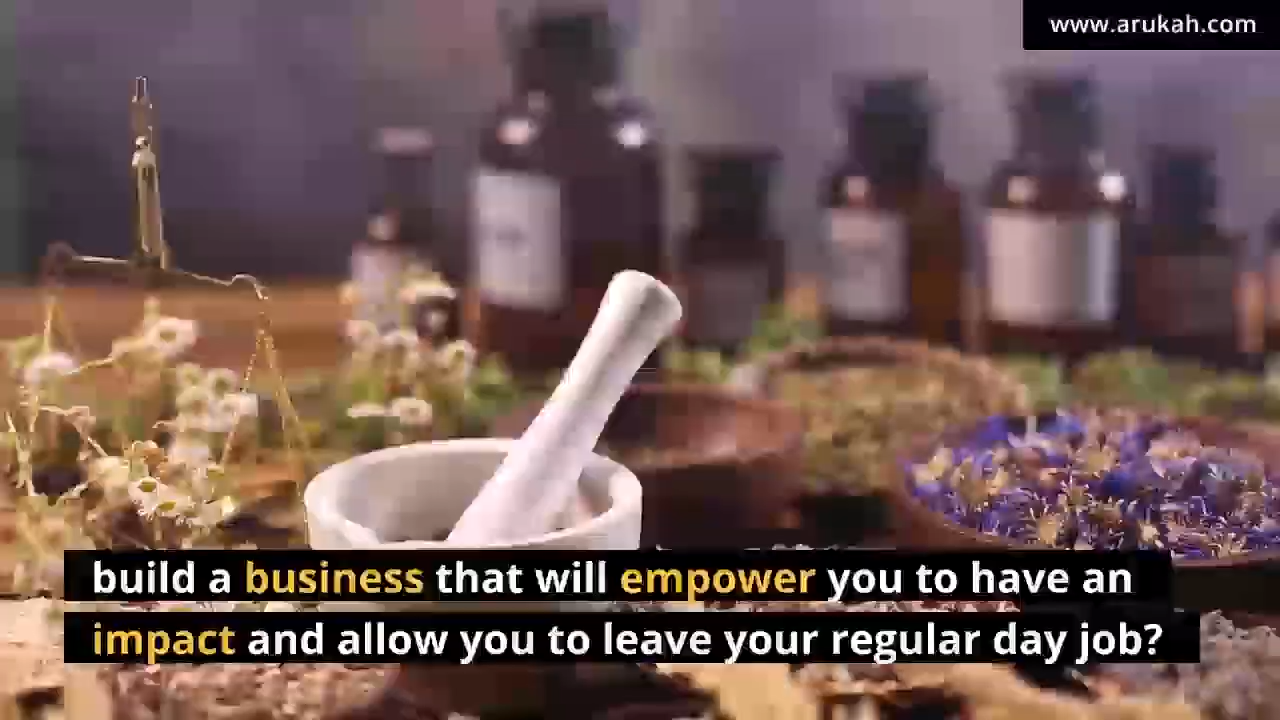 www.arukah.com
build a business that will empower you to have an
impact and allow you to leave your regular day job?